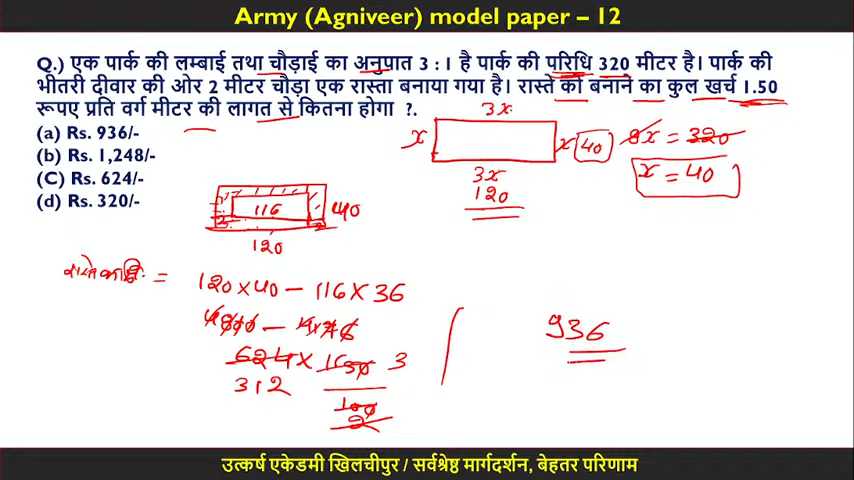 Army (Agniveer) model paper – 12
Q.) एक पार्क की लम्बाई तथा चौड़ाई का अनुपात 3 : 1 है पार्क की परिधि 320 मीटर है। पार्क की
भीतरी दीवार की ओर 2 मीटर चौड़ा एक रास्ता बनाया गया है। रास्ते को बनाने का कुल खर्च 1.50
रूपए प्रति वर्ग मीटर की लागत से कितना होगा ?.
(a) Rs. 936/-
(b) Rs. 1,248/-
(C) Rs. 624/-
(d) Rs. 320/-
3x
x
x 40
3x
120
8x = 320
x = 40
116
40
120
= 120 x 40 - 116 x 36
624 x 150 3
312
100
2
936
उत्कर्ष एकेडमी खिलचीपुर / सर्वश्रेष्ठ मार्गदर्शन, बेहतर परिणाम